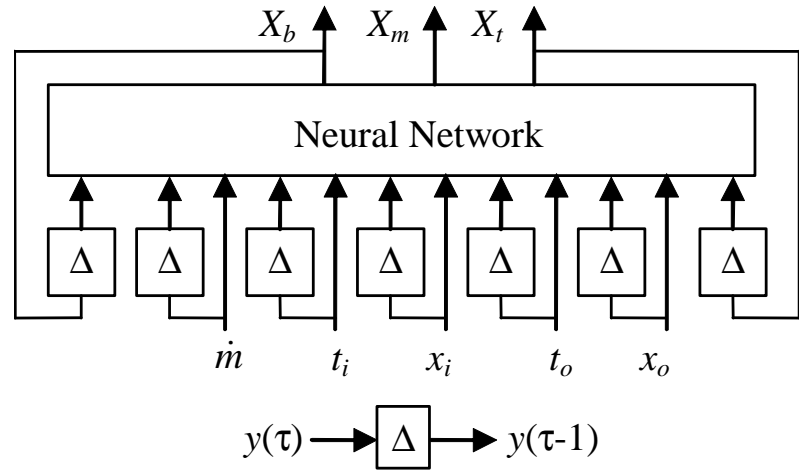 X_b X_m X_t
Neural Network
Δ Δ Δ Δ Δ Δ Δ
ṁ t_i x_i t_o x_o
y(τ) Δ y(τ-1)